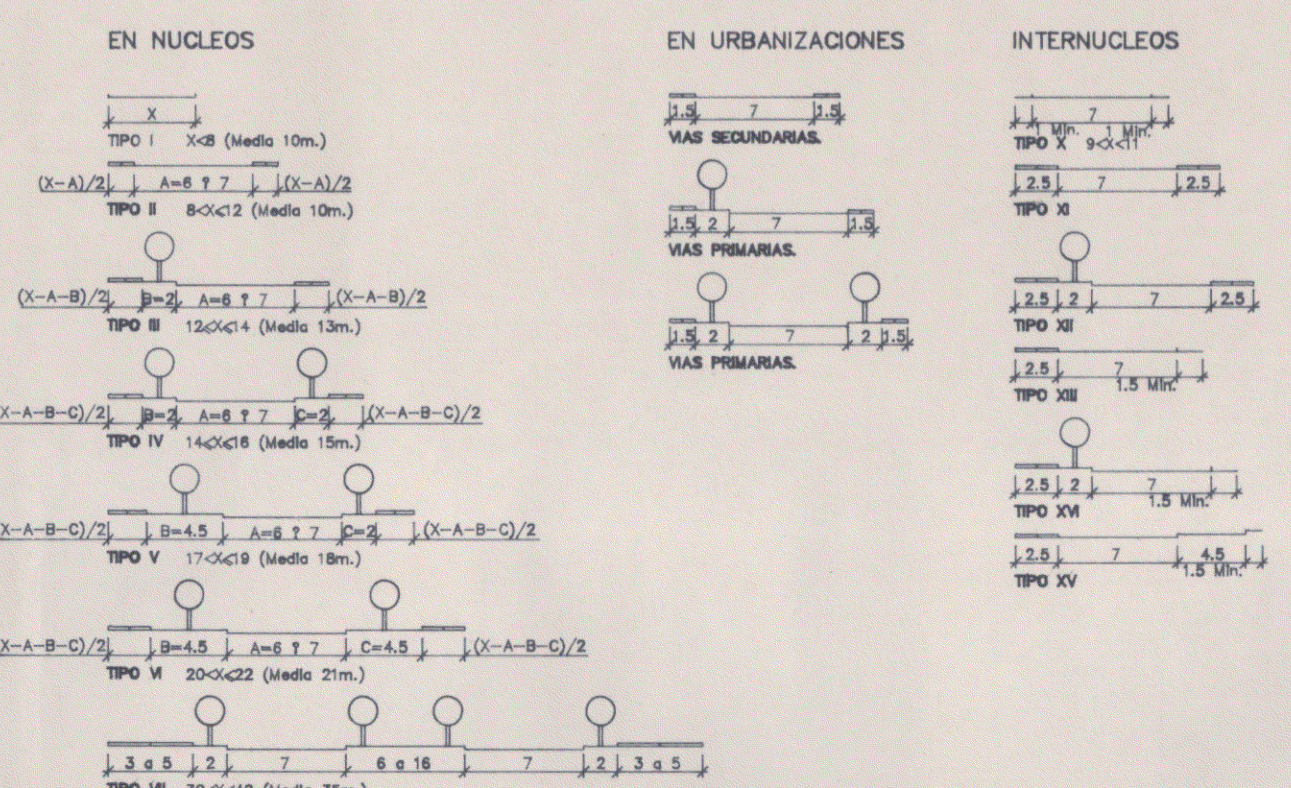 EN NUCLEOS
X
TIPO I X<8 (Media 10m.)
(X-A)/2 A=6 ? 7 (X-A)/2
TIPO II 8<X⩽12 (Media 10m.)
(X-A-B)/2 B=2 A=6 ? 7 (X-A-B)/2
TIPO III 12⩽X⩽14 (Media 13m.)
X-A-B-C)/2 B=2 A=6 ? 7 C=2 (X-A-B-C)/2
TIPO IV 14⩽X⩽16 (Media 15m.)
X-A-B-C)/2 B=4.5 A=6 ? 7 C=2 (X-A-B-C)/2
TIPO V 17<X⩽19 (Media 18m.)
X-A-B-C)/2 B=4.5 A=6 ? 7 C=4.5 (X-A-B-C)/2
TIPO VI 20<X⩽22 (Media 21m.)
3 a 5 2 7 6 a 16 7 2 3 a 5
TIPO VII (Media 35m.)
EN URBANIZACIONES
1.5 7 1.5
VIAS SECUNDARIAS.
1.5 2 7 1.5
VIAS PRIMARIAS.
1.5 2 7 2 1.5
VIAS PRIMARIAS.
INTERNUCLEOS
7
1 Min. 1 Min.
TIPO X 9<X<11
2.5 7 2.5
TIPO XI
2.5 2 7 2.5
TIPO XII
2.5 7
1.5 Min.
TIPO XIII
2.5 2 7
1.5 Min.
TIPO XVI
2.5 7 4.5
1.5 Min.
TIPO XV